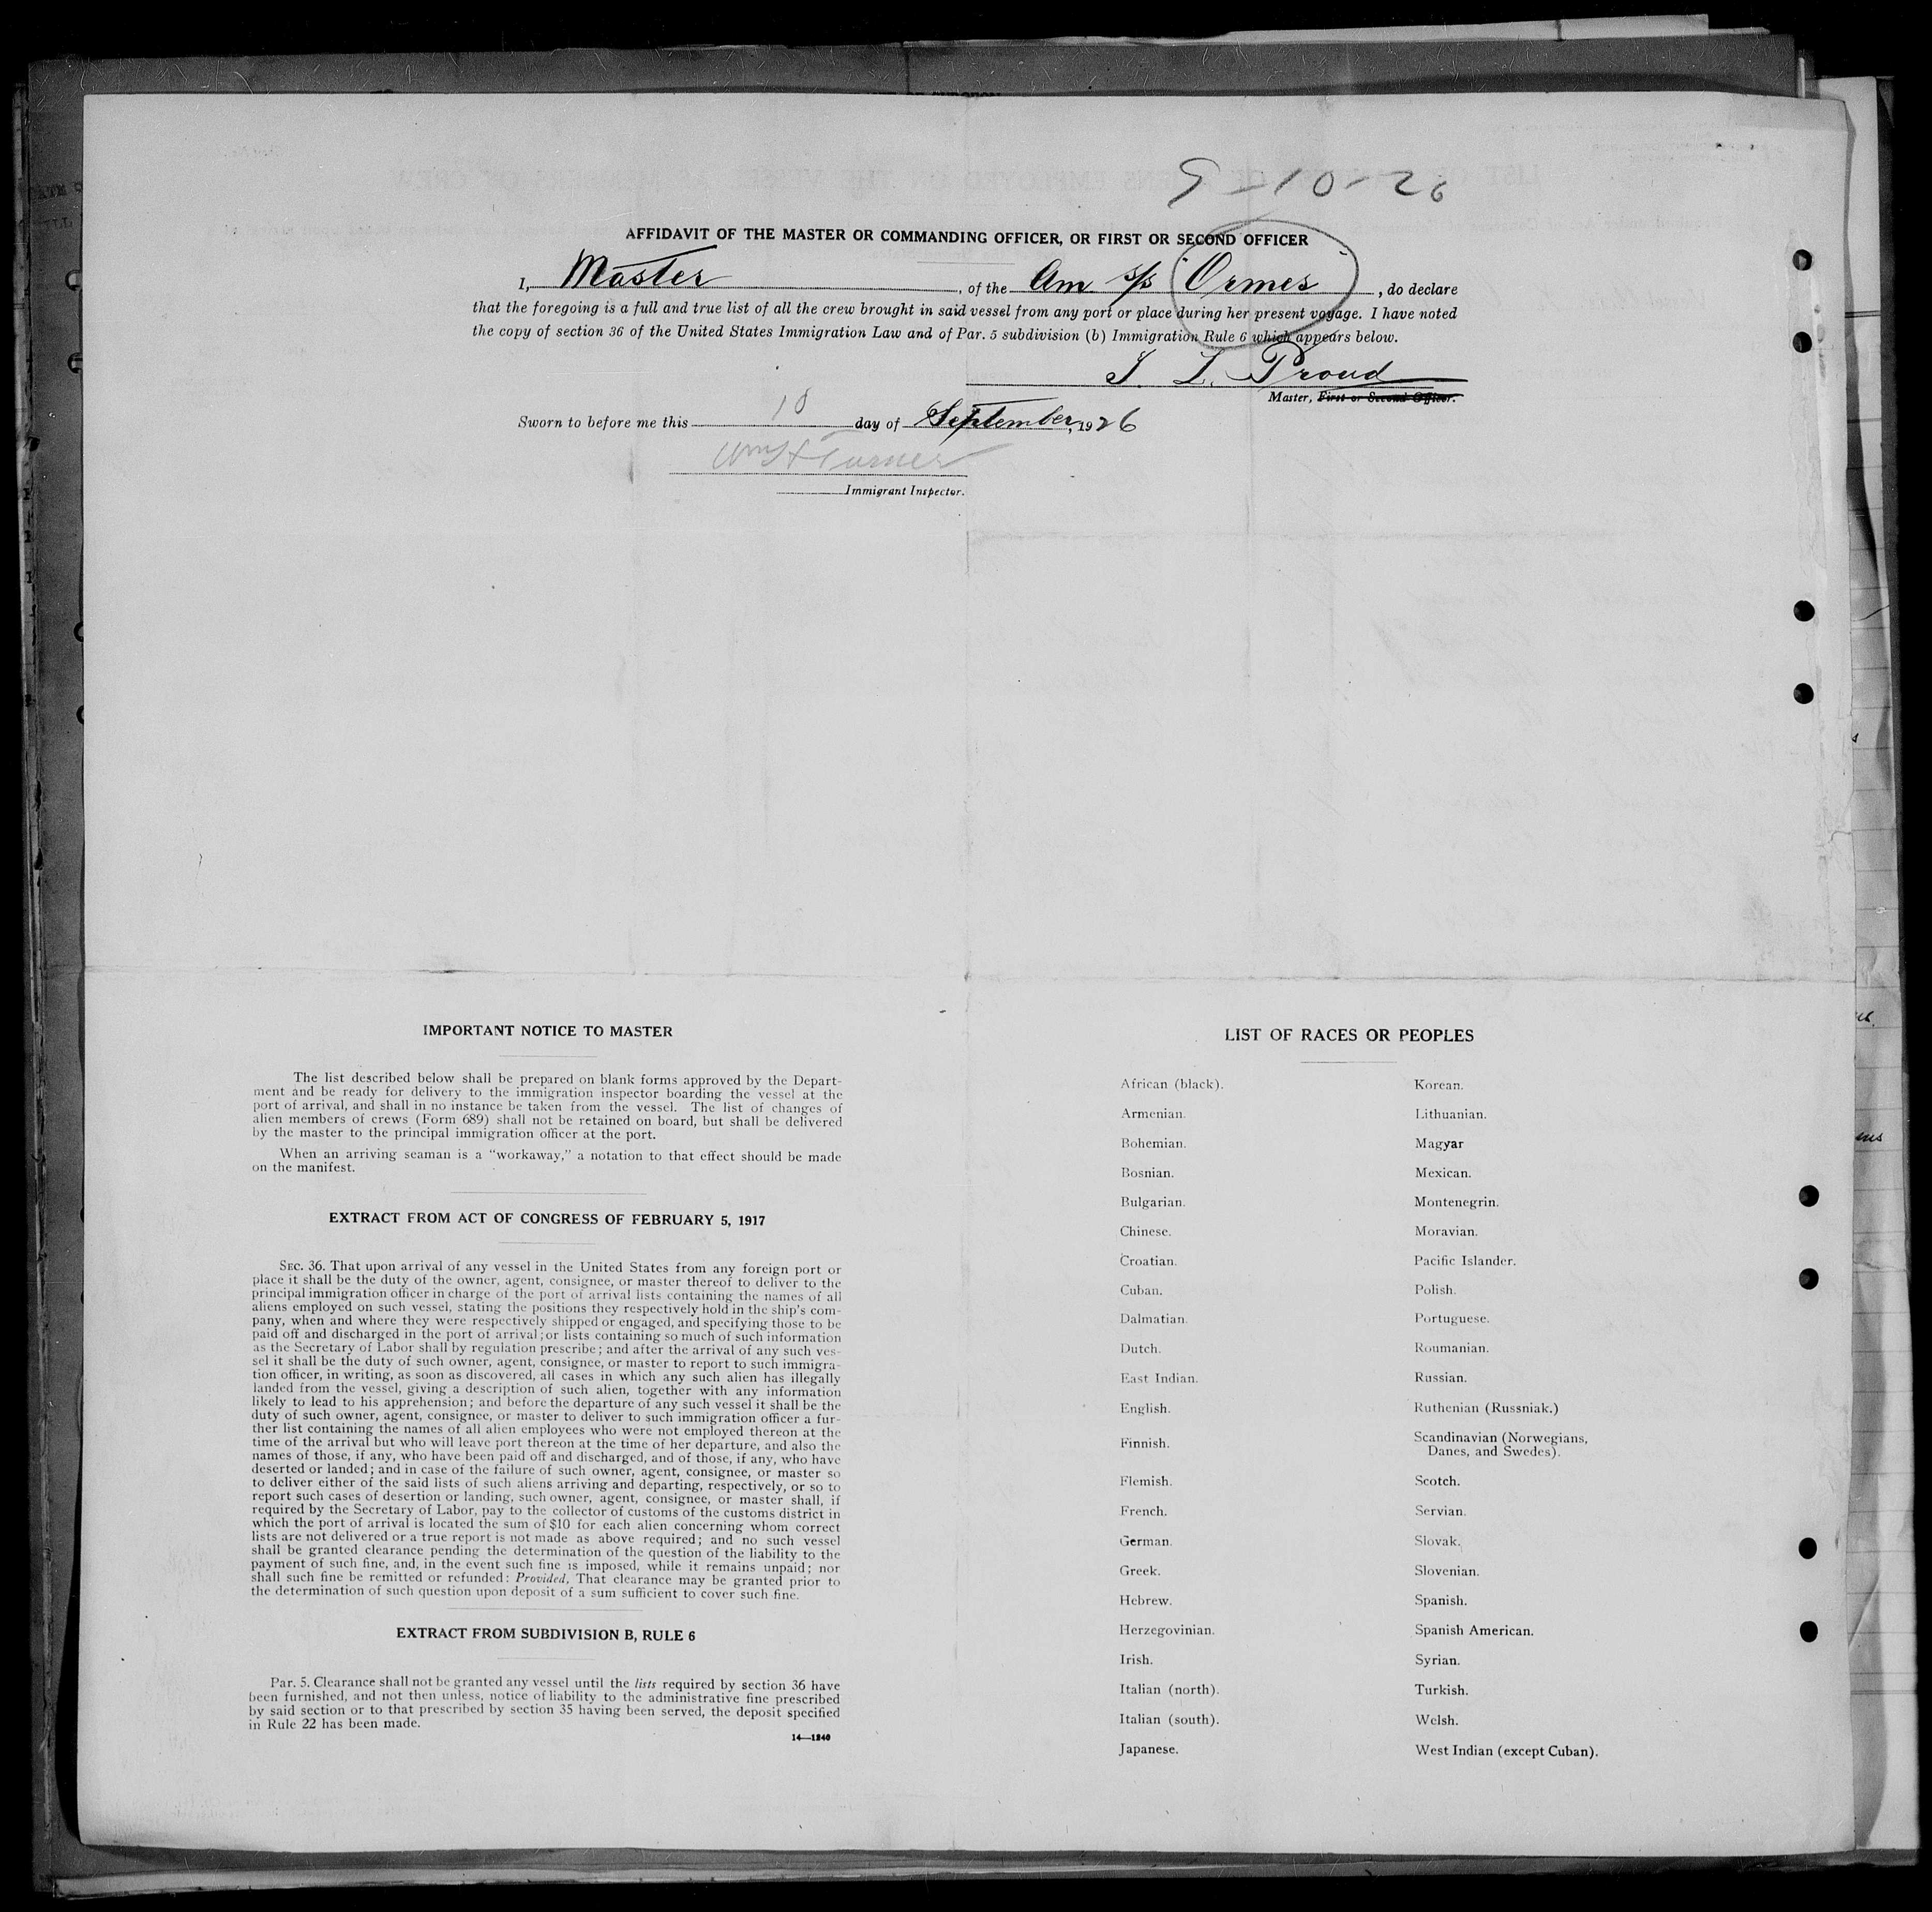 9-10-26
AFFIDAVIT OF THE MASTER OR COMMANDING OFFICER, OR FIRST OR SECOND OFFICER
I, Master, of the Am s/s "Ormes", do declare
that the foregoing is a full and true list of all the crew brought in said vessel from any port or place during her present voyage. I have noted
the copy of section 36 of the United States Immigration Law and of Par. 5 subdivision (b) Immigration Rule 6 which appears below.
L. Proud
Master, First or Second Officer.
Sworn to before me this 10 day of September, 1926
Wm H Turner
Immigrant Inspector.
IMPORTANT NOTICE TO MASTER
The list described below shall be prepared on blank forms approved by the Depart-
ment and be ready for delivery to the immigration inspector boarding the vessel at the
port of arrival, and shall in no instance be taken from the vessel. The list of changes of
alien members of crews (Form 689) shall not be retained on board, but shall be delivered
by the master to the principal immigration officer at the port.
When an arriving seaman is a "workaway," a notation to that effect should be made
on the manifest.
EXTRACT FROM ACT OF CONGRESS OF FEBRUARY 5, 1917
SEC. 36. That upon arrival of any vessel in the United States from any foreign port or
place it shall be the duty of the owner, agent, consignee, or master thereof to deliver to the
principal immigration officer in charge of the port of arrival lists containing the names of all
aliens employed on such vessel, stating the positions they respectively hold in the ship's com-
pany, when and where they were respectively shipped or engaged, and specifying those to be
paid off and discharged in the port of arrival; or lists containing so much of such information
as the Secretary of Labor shall by regulation prescribe; and after the arrival of any such ves-
sel it shall be the duty of such owner, agent, consignee, or master to report to such immigra-
tion officer, in writing, as soon as discovered, all cases in which any such alien has illegally
landed from the vessel, giving a description of such alien, together with any information
likely to lead to his apprehension; and before the departure of any such vessel it shall be the
duty of such owner, agent, consignee, or master to deliver to such immigration officer a fur-
ther list containing the names of all alien employees who were not employed thereon at the
time of the arrival but who will leave port thereon at the time of her departure, and also the
names of those, if any, who have been paid off and discharged, and of those, if any, who have
deserted or landed; and in case of the failure of such owner, agent, consignee, or master so
to deliver either of the said lists of such aliens arriving and departing, respectively, or so to
report such cases of desertion or landing, such owner, agent, consignee, or master shall, if
required by the Secretary of Labor, pay to the collector of customs of the customs district in
which the port of arrival is located the sum of $10 for each alien concerning whom correct
lists are not delivered or a true report is not made as above required; and no such vessel
shall be granted clearance pending the determination of the question of the liability to the
payment of such fine, and, in the event such fine is imposed, while it remains unpaid; nor
shall such fine be remitted or refunded: Provided, That clearance may be granted prior to
the determination of such question upon deposit of a sum sufficient to cover such fine.
EXTRACT FROM SUBDIVISION B, RULE 6
Par. 5. Clearance shall not be granted any vessel until the lists required by section 36 have
been furnished, and not then unless, notice of liability to the administrative fine prescribed
by said section or to that prescribed by section 35 having been served, the deposit specified
in Rule 22 has been made.
14—1240
LIST OF RACES OR PEOPLES
African (black).
Armenian.
Bohemian.
Bosnian.
Bulgarian.
Chinese.
Croatian.
Cuban.
Dalmatian.
Dutch.
East Indian.
English.
Finnish.
Flemish.
French.
German.
Greek.
Hebrew.
Herzegovinian.
Irish.
Italian (north).
Italian (south).
Japanese.
Korean.
Lithuanian.
Magyar
Mexican.
Montenegrin.
Moravian.
Pacific Islander.
Polish.
Portuguese.
Roumanian.
Russian.
Ruthenian (Russniak.)
Scandinavian (Norwegians,
Danes, and Swedes).
Scotch.
Servian.
Slovak.
Slovenian.
Spanish.
Spanish American.
Syrian.
Turkish.
Welsh.
West Indian (except Cuban).